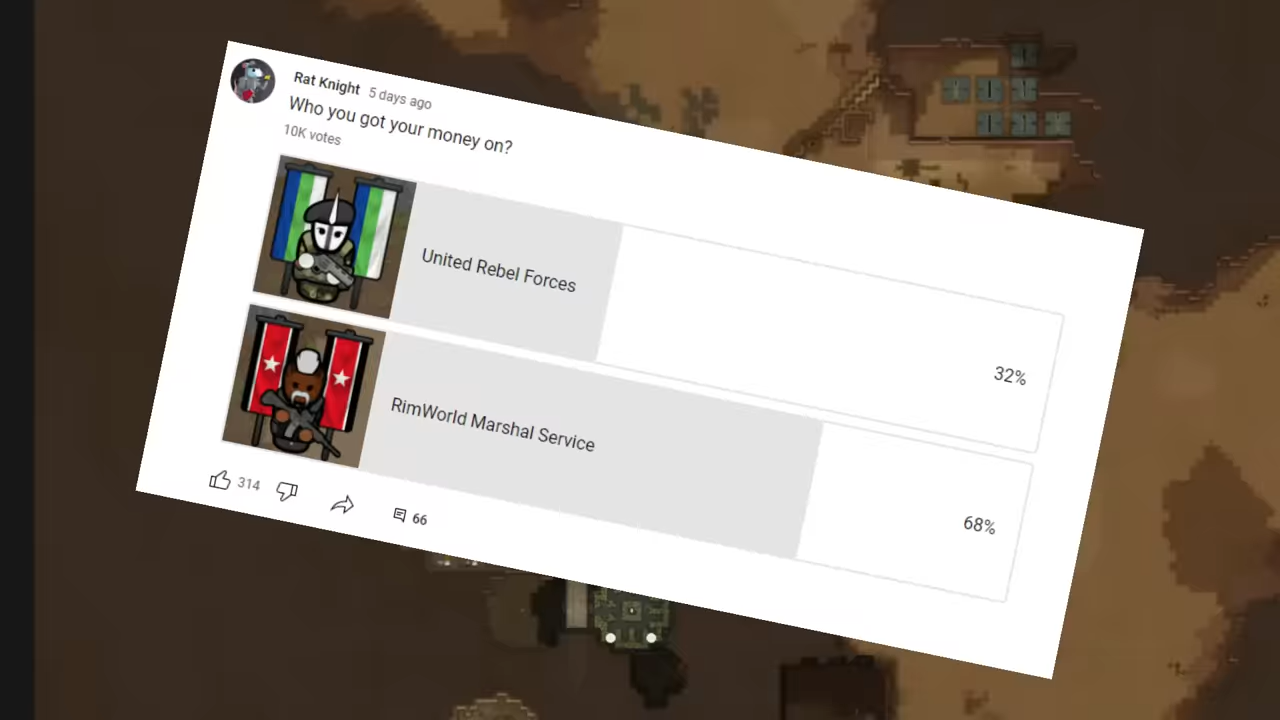 Rat Knight 5 days ago
Who you got your money on?
10K votes
United Rebel Forces
32%
RimWorld Marshal Service
68%
314
66